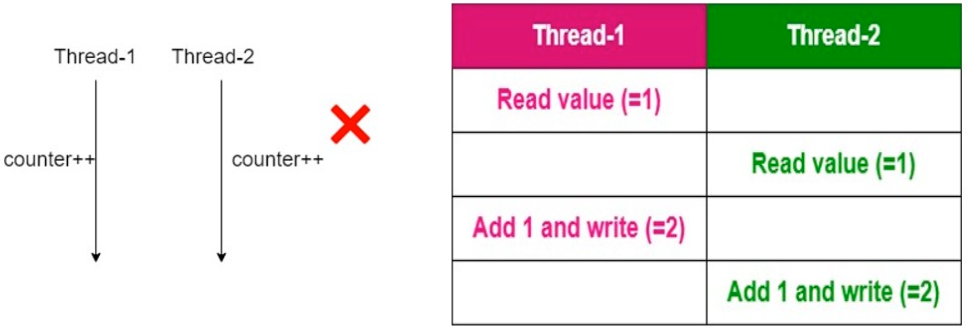 Thread-1 Thread-2
counter++ counter++
Thread-1 Thread-2
Read value (=1)
Read value (=1)
Add 1 and write (=2)
Add 1 and write (=2)